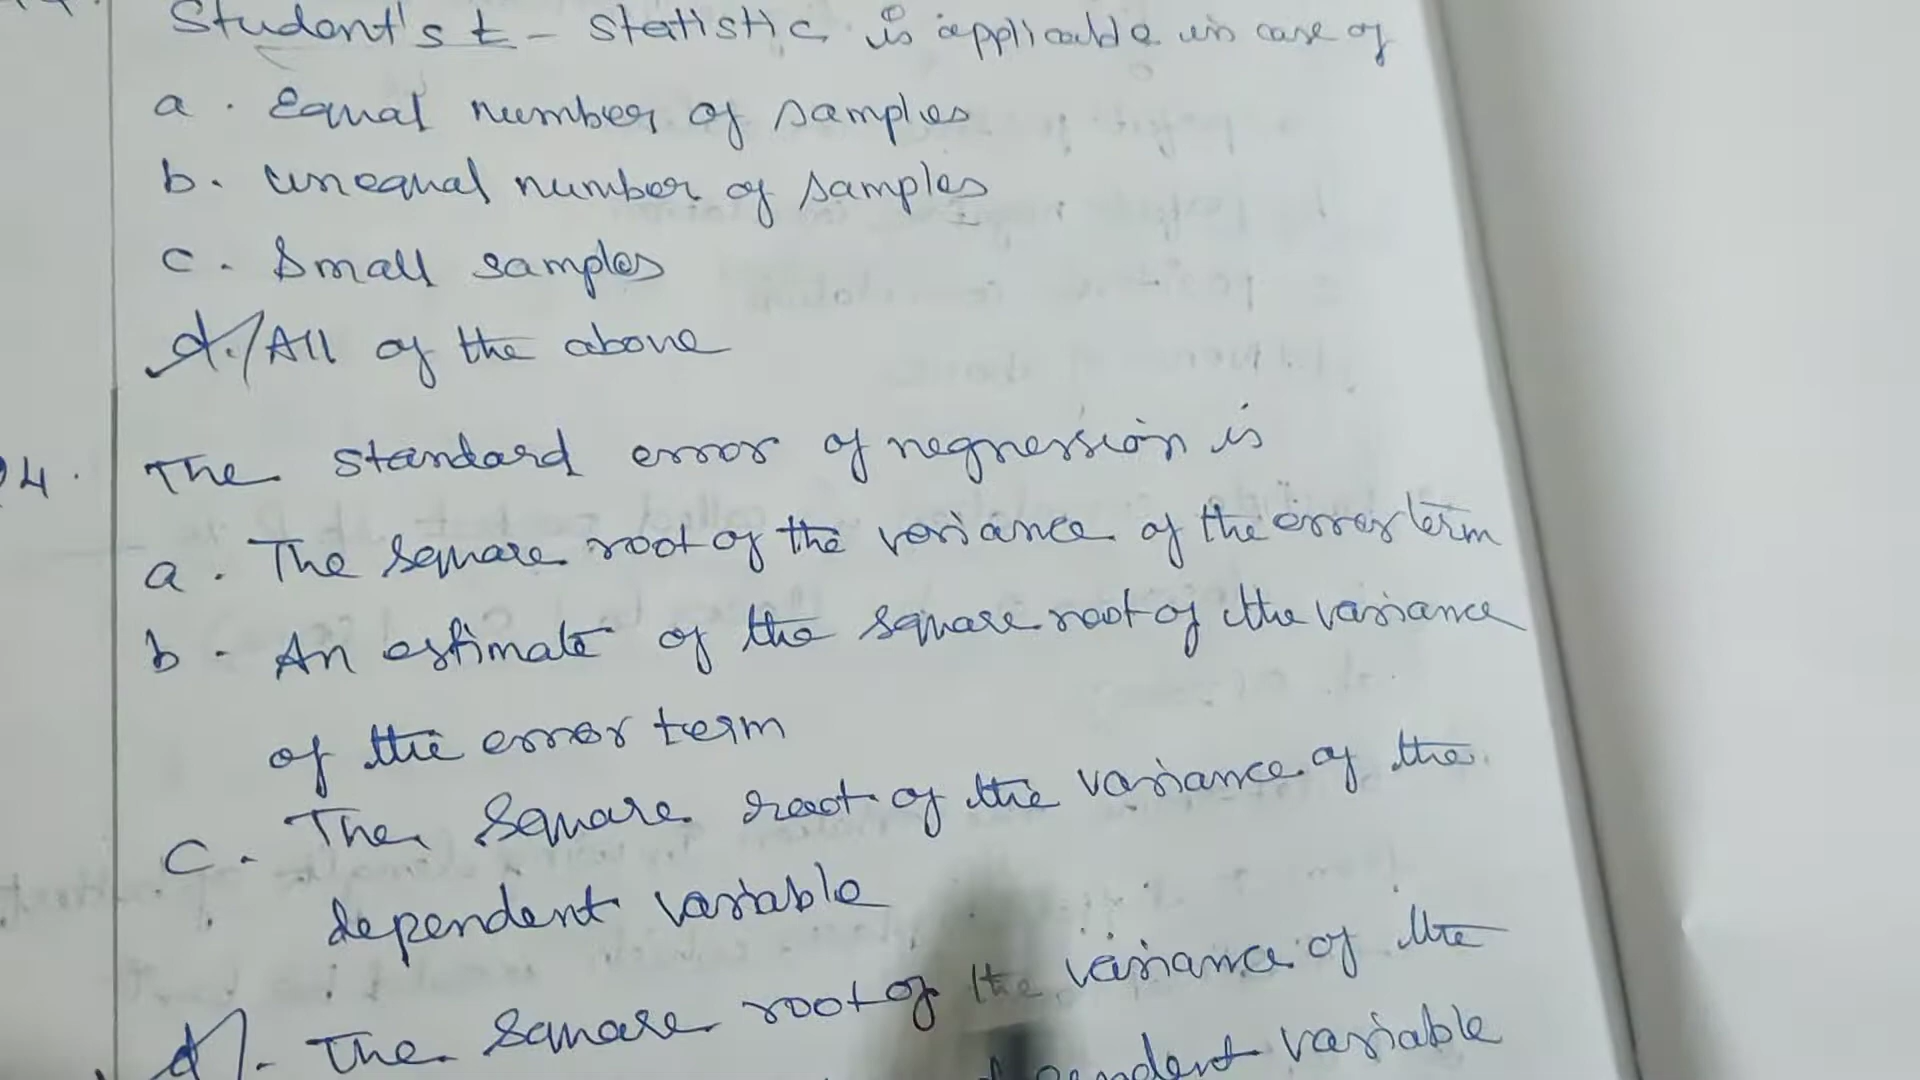 Student's t - Statistic is applicable in case of
a. Equal number of samples
b. unequal number of samples
c. Small samples
d. All of the above
24. The standard error of regression is
a. The square root of the variance of the error term
b. An estimate of the square root of the variance
of the error term
c. The square root of the variance of the
dependent variable
d. The square root of the variance of the
variable